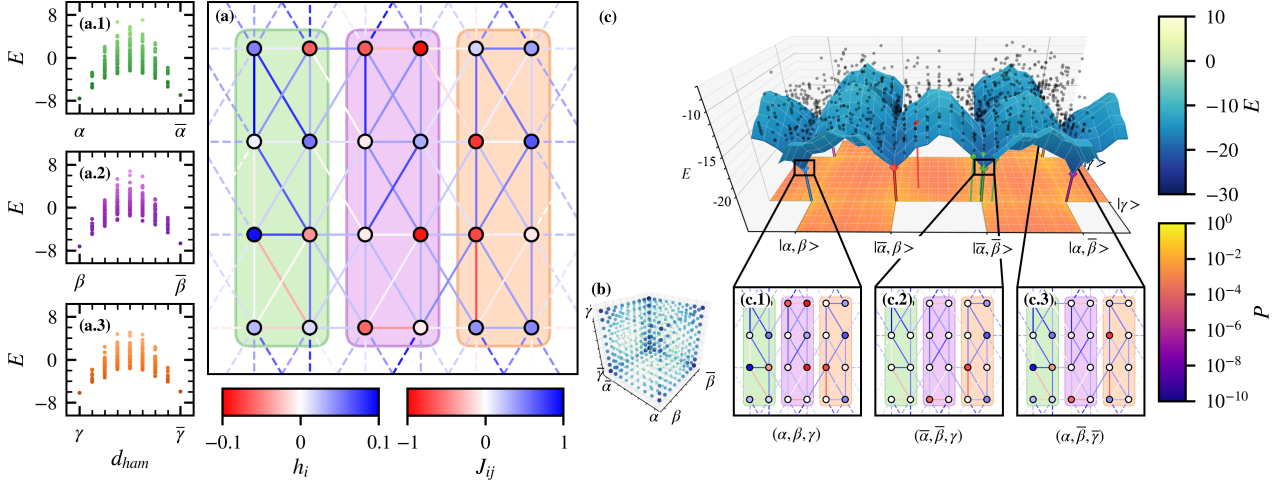 (a.1)
E
8
0
−8
α
α̅
(a.2)
E
8
0
−8
β
β̅
(a.3)
E
8
0
−8
γ
γ̅
d_ham
(a)
−0.1
0
0.1
h_i
−1
0
1
J_ij
(b)
γ
γ̅
α̅
α
β
β̅
(c)
-10
-15
-20
E
|α, β >
|α̅, β >
|α̅, β̅ >
|α, β̅ >
γ >
|γ >
(c.1)
(α, β, γ)
(c.2)
(α̅, β̅, γ)
(c.3)
(α, β̅, γ̅)
10
0
−10
−20
−30
E̅
10⁰
10⁻²
10⁻⁴
10⁻⁶
10⁻⁸
10⁻¹⁰
P